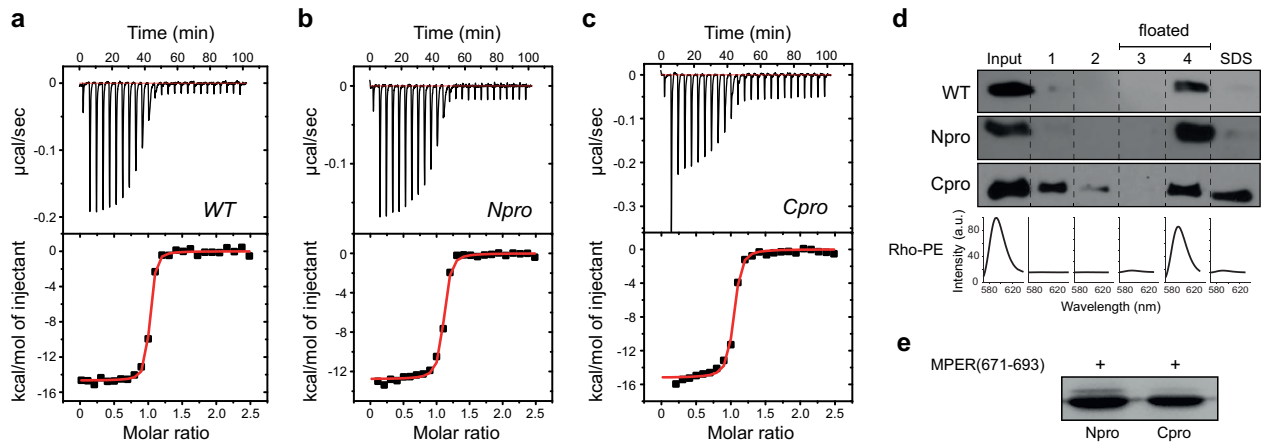 a
Time (min)
0 20 40 60 80 100
0
-0.1
-0.2
µcal/sec
WT
0
-4
-8
-12
-16
kcal/mol of injectant
0 0.5 1.0 1.5 2.0 2.5
Molar ratio
b
Time (min)
0 20 40 60 80 100
0
-0.1
µcal/sec
Npro
0
-4
-8
-12
kcal/mol of injectant
0 0.5 1.0 1.5 2.0 2.5
Molar ratio
c
Time (min)
0 20 40 60 80 100
0
-0.1
-0.2
-0.3
µcal/sec
Cpro
0
-4
-8
-12
-16
kcal/mol of injectant
0 0.5 1.0 1.5 2.0 2.5
Molar ratio
d
floated
Input 1 2 3 4 SDS
WT
Npro
Cpro
Rho-PE
Intensity (a.u.)
80
40
0
580 620 580 620 580 620 580 620 580 620 580 620
Wavelength (nm)
e
MPER(671-693) + +
Npro Cpro